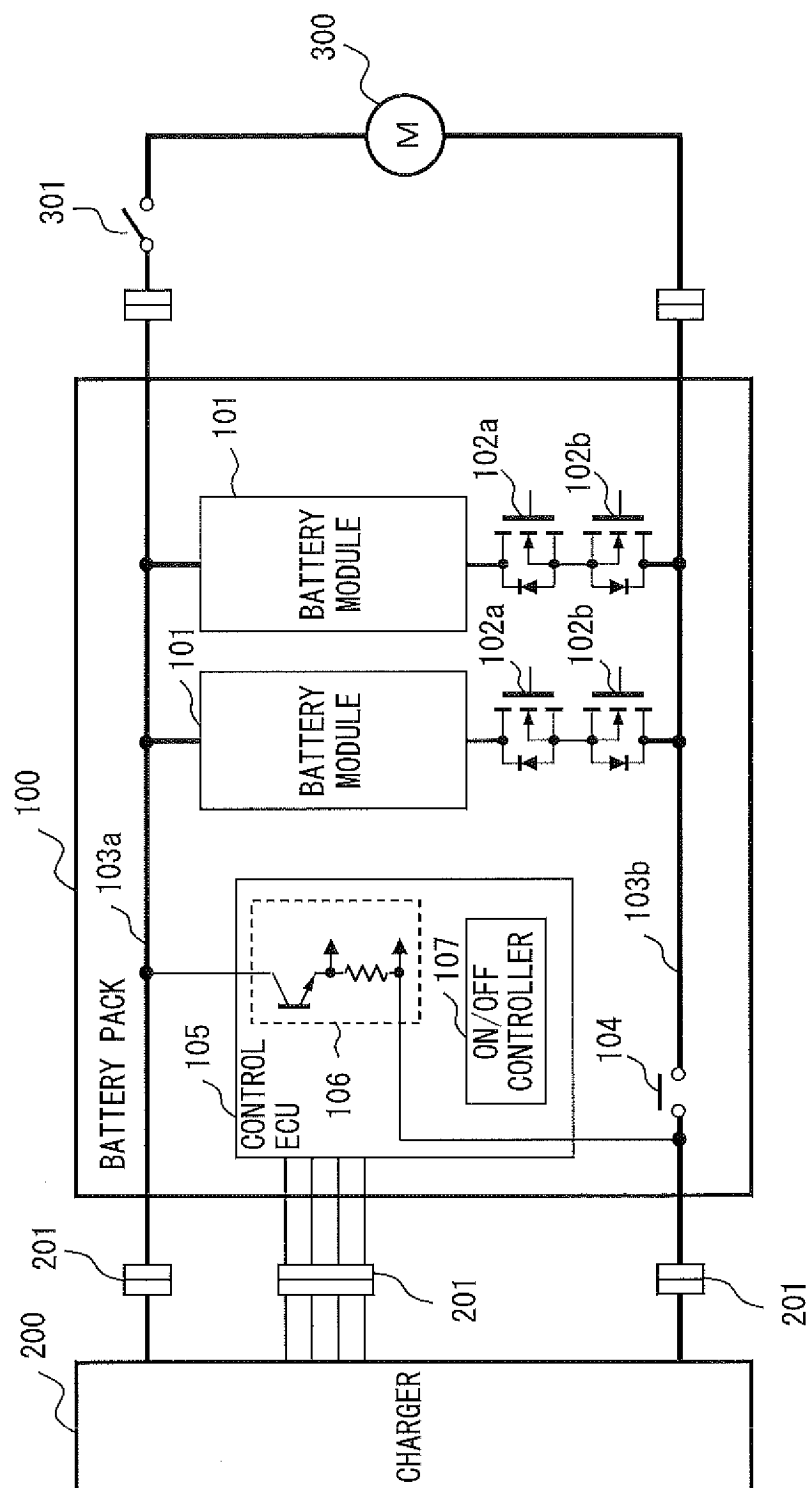 200
201
BATTERY PACK
103a
100
300
301
101
101
BATTERY
MODULE
BATTERY
MODULE
105
CONTROL
ECU
106
107
ON/OFF
CONTROLLER
102a
102b
102a
102b
M
CHARGER
201
104
103b
201